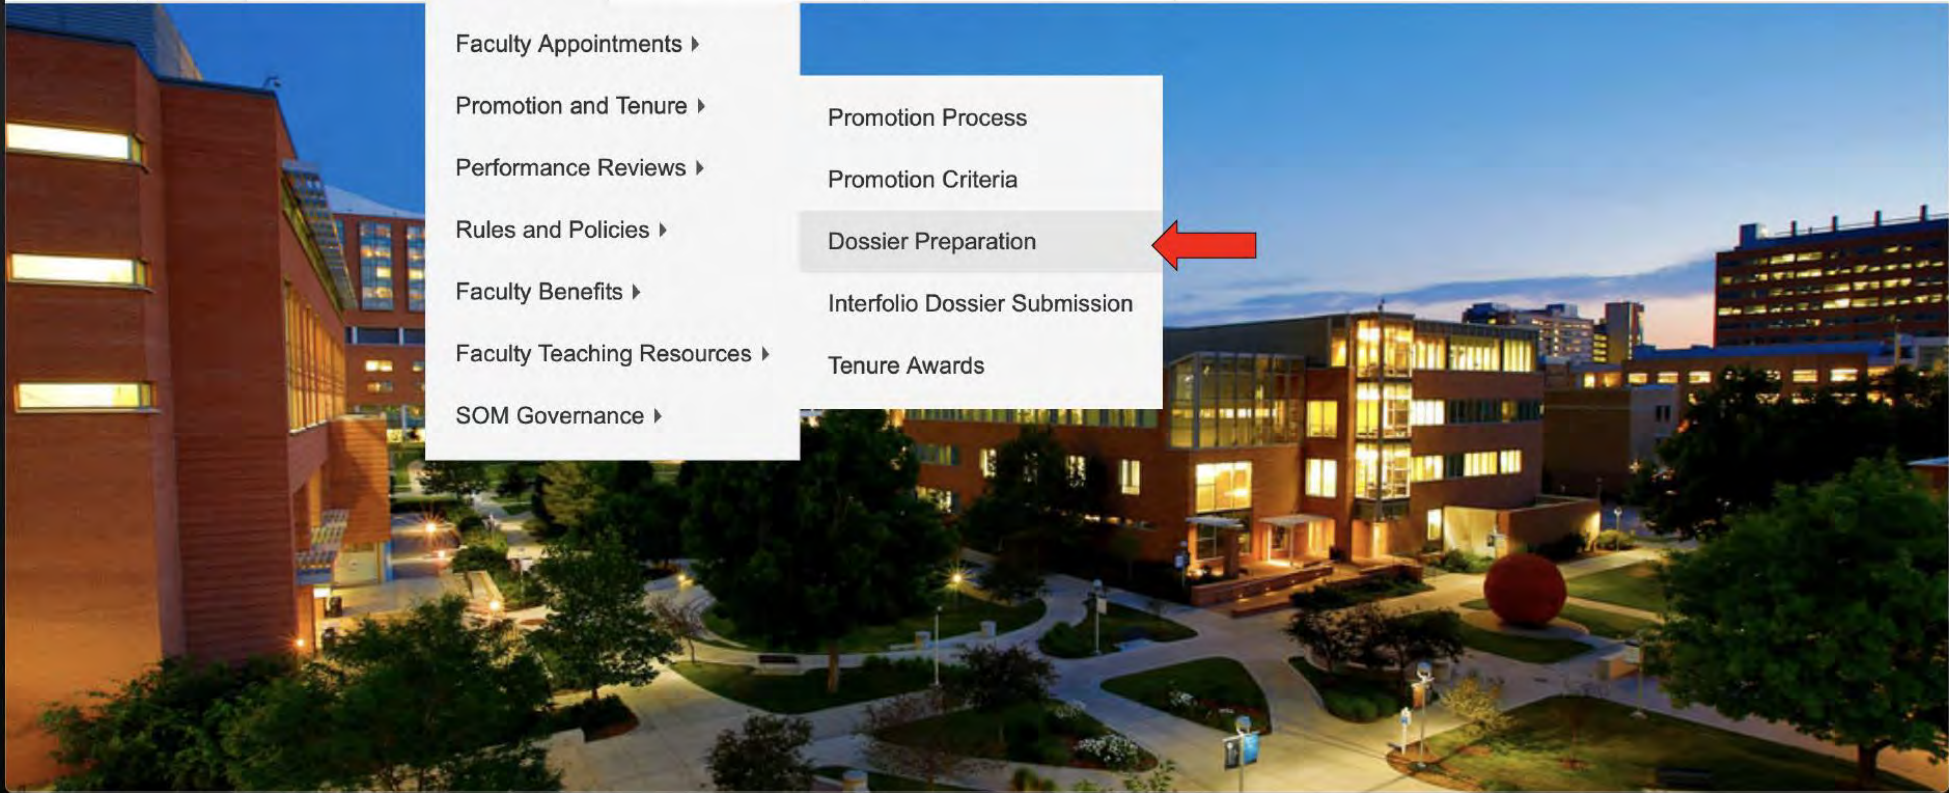 Faculty Appointments
Promotion and Tenure
Performance Reviews
Rules and Policies
Faculty Benefits
Faculty Teaching Resources
SOM Governance
Promotion Process
Promotion Criteria
Dossier Preparation
Interfolio Dossier Submission
Tenure Awards